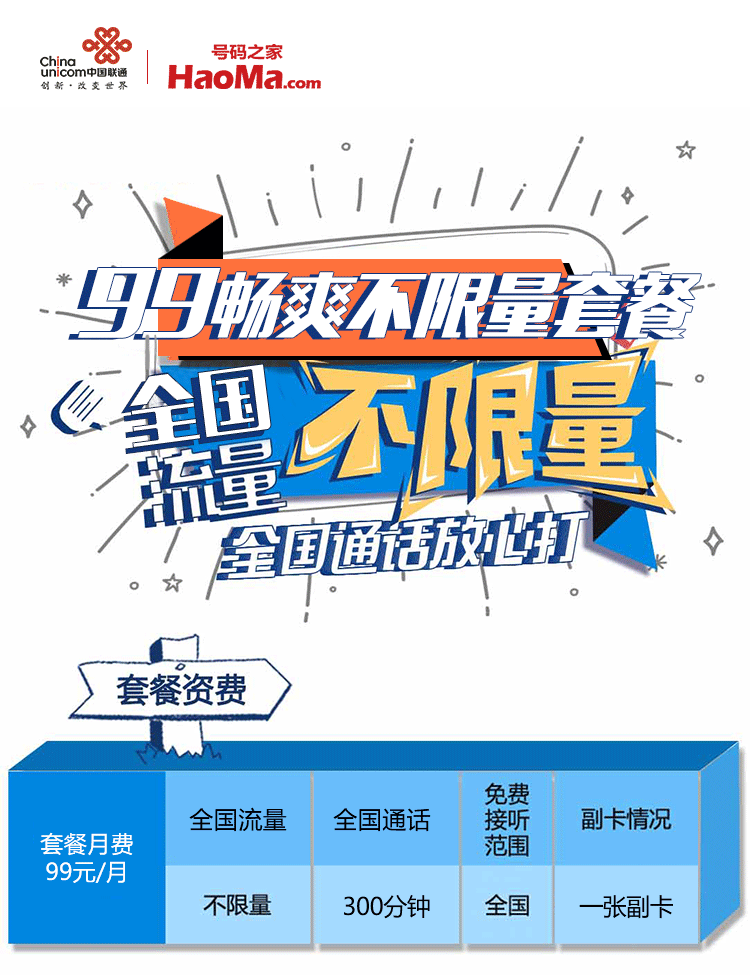 China
unicom中国联通
创新·改变世界
号码之家
HaoMa.com
99畅爽不限量套餐
全国
流量
不限量
全国通话放心打
套餐资费
套餐月费
99元/月
全国流量
全国通话
免费
接听
范围
副卡情况
不限量
300分钟
全国
一张副卡